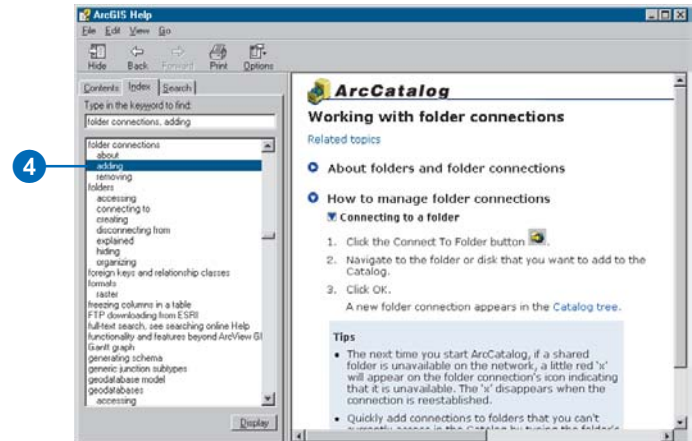 ArcGIS Help
File Edit View Go
Hide Back Forward Print Options
Contents Index Search
Type in the keyword to find:
folder connections, adding
folder connections
about
adding
removing
folders
accessing
connecting to
creating
disconnecting from
explained
hiding
organizing
foreign keys and relationship classes
formats
raster
freezing columns in a table
FTP downloading from ESRI
full-text search, see searching online Help
functionality and features beyond ArcView GI
Gantt graph
generating schema
generic junction subtypes
geodatabase model
geodatabases
accessing
Display
4
ArcCatalog
Working with folder connections
Related topics
About folders and folder connections
How to manage folder connections
Connecting to a folder
1. Click the Connect To Folder button .
2. Navigate to the folder or disk that you want to add to the
Catalog.
3. Click OK.
A new folder connection appears in the Catalog tree.
Tips
• The next time you start ArcCatalog, if a shared
folder is unavailable on the network, a little red 'x'
will appear on the folder connection's icon indicating
that it is unavailable. The 'x' disappears when the
connection is reestablished.
• Quickly add connections to folders that you can't
currently access in the Catalog by typing the folder's